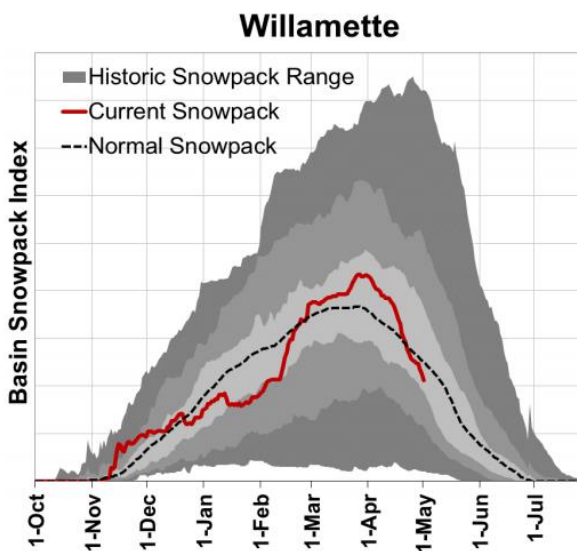 Willamette
Historic Snowpack Range
Current Snowpack
Normal Snowpack
Basin Snowpack Index
1-Oct
1-Nov
1-Dec
1-Jan
1-Feb
1-Mar
1-Apr
1-May
1-Jun
1-Jul